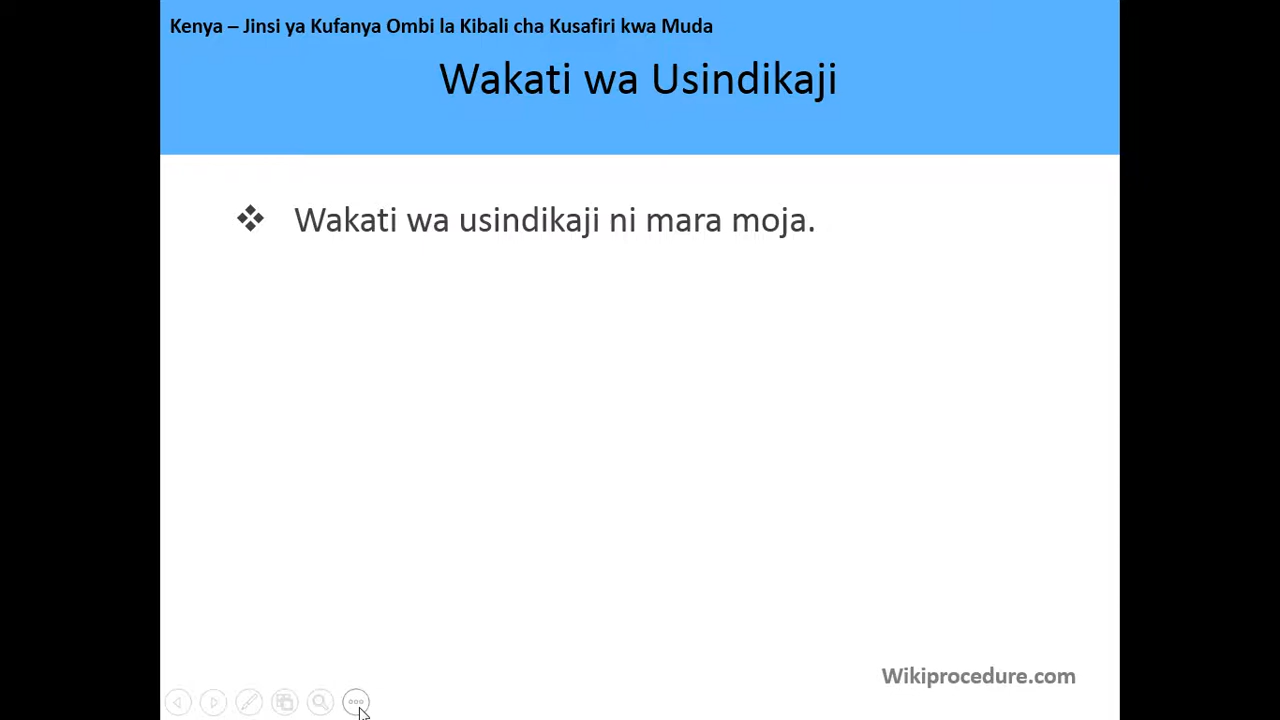 Kenya – Jinsi ya Kufanya Ombi la Kibali cha Kusafiri kwa Muda
Wakati wa Usindikaji
❖ Wakati wa usindikaji ni mara moja.
Wikiprocedure.com